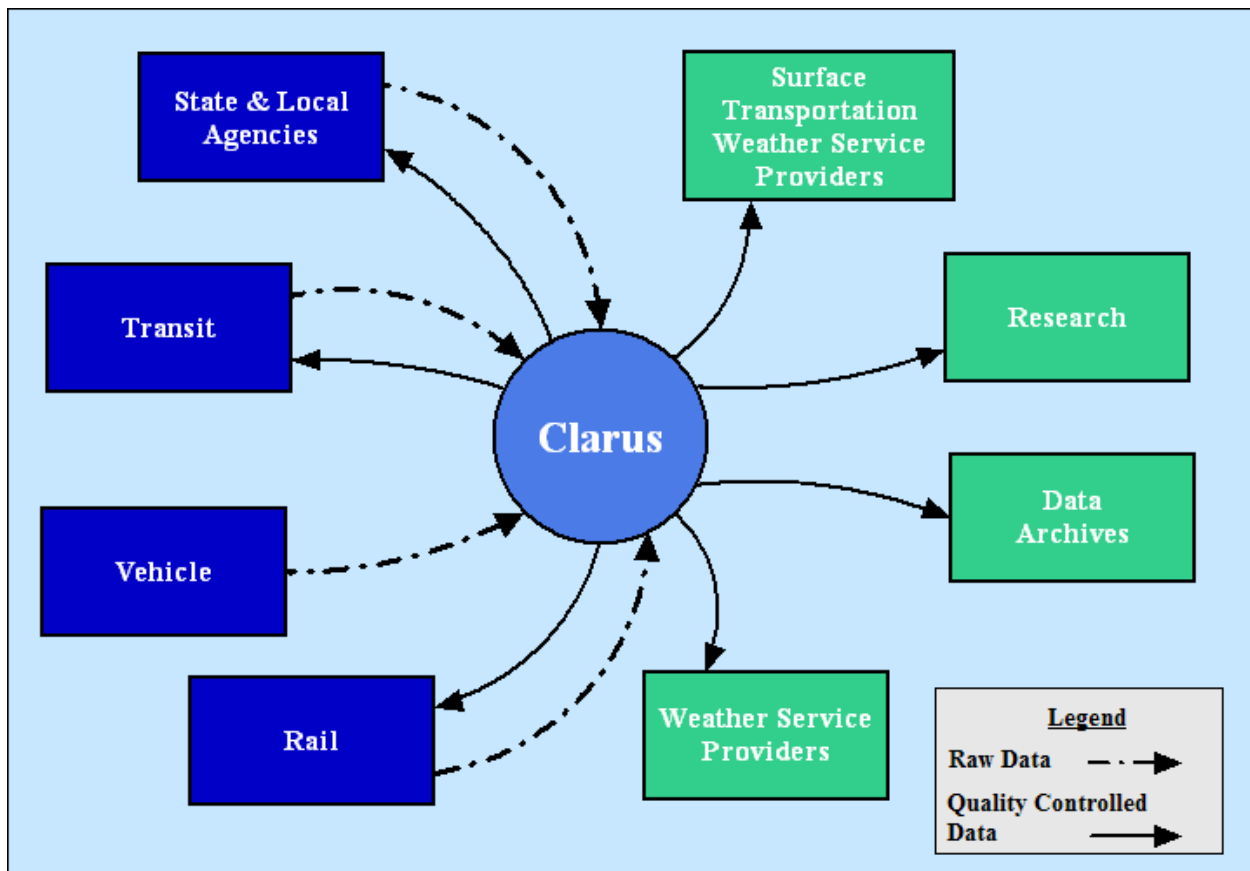 State & Local
Agencies
Surface
Transportation
Weather Service
Providers
Transit
Research
Clarus
Data
Archives
Vehicle
Rail
Weather Service
Providers
Legend
Raw Data
Quality Controlled
Data